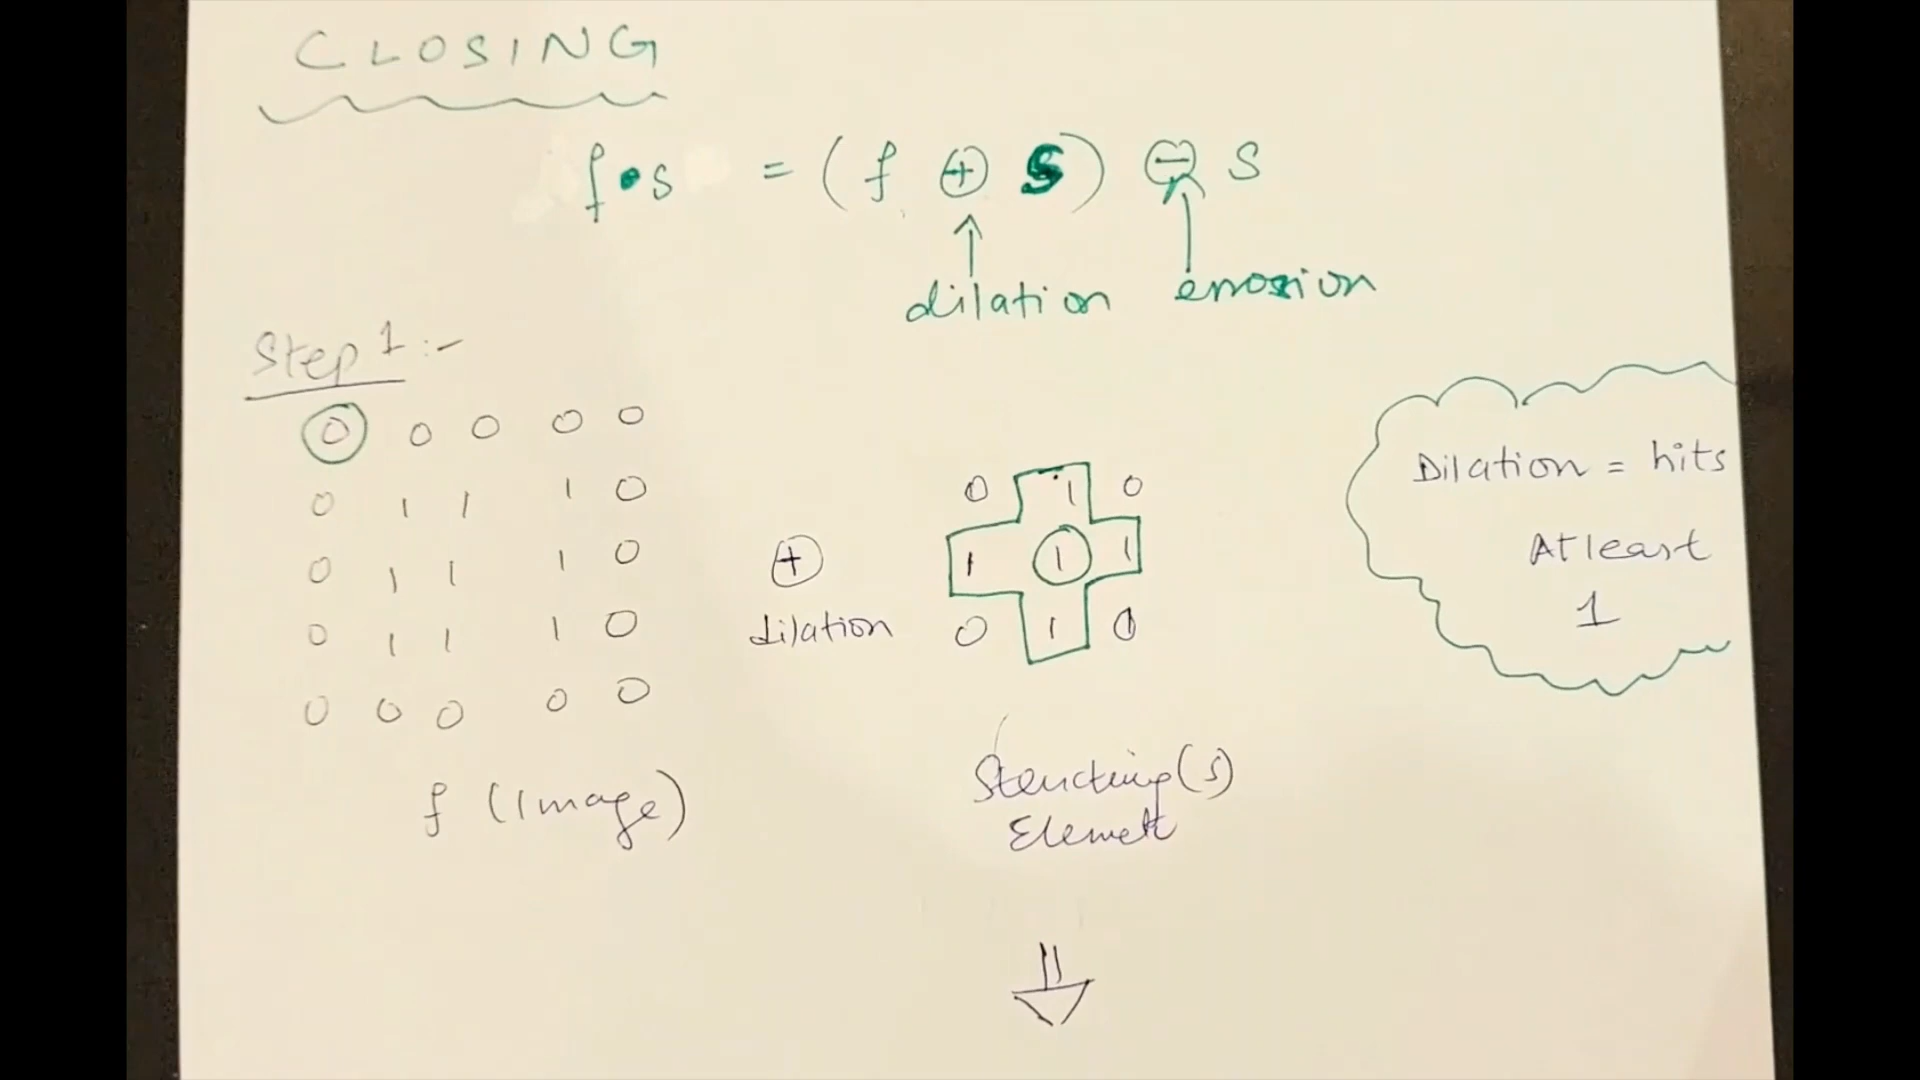 CLOSING
f • s = ( f ⊕ S ) ⊖ s
dilation erosion
Step 1 :-
0 0 0 0 0
0 1 1 1 0
0 1 1 1 0
0 1 1 1 0
0 0 0 0 0
f (Image)
⊕
dilation
0 1 0
1 1 1
0 1 0
Structuing (s)
Elemet
Dilation = hits
Atleast
1